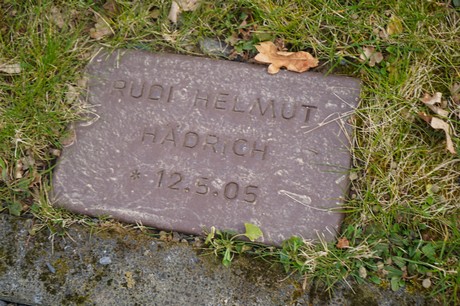 RUDI HELMUT
HÄDRICH
* 12.5.05